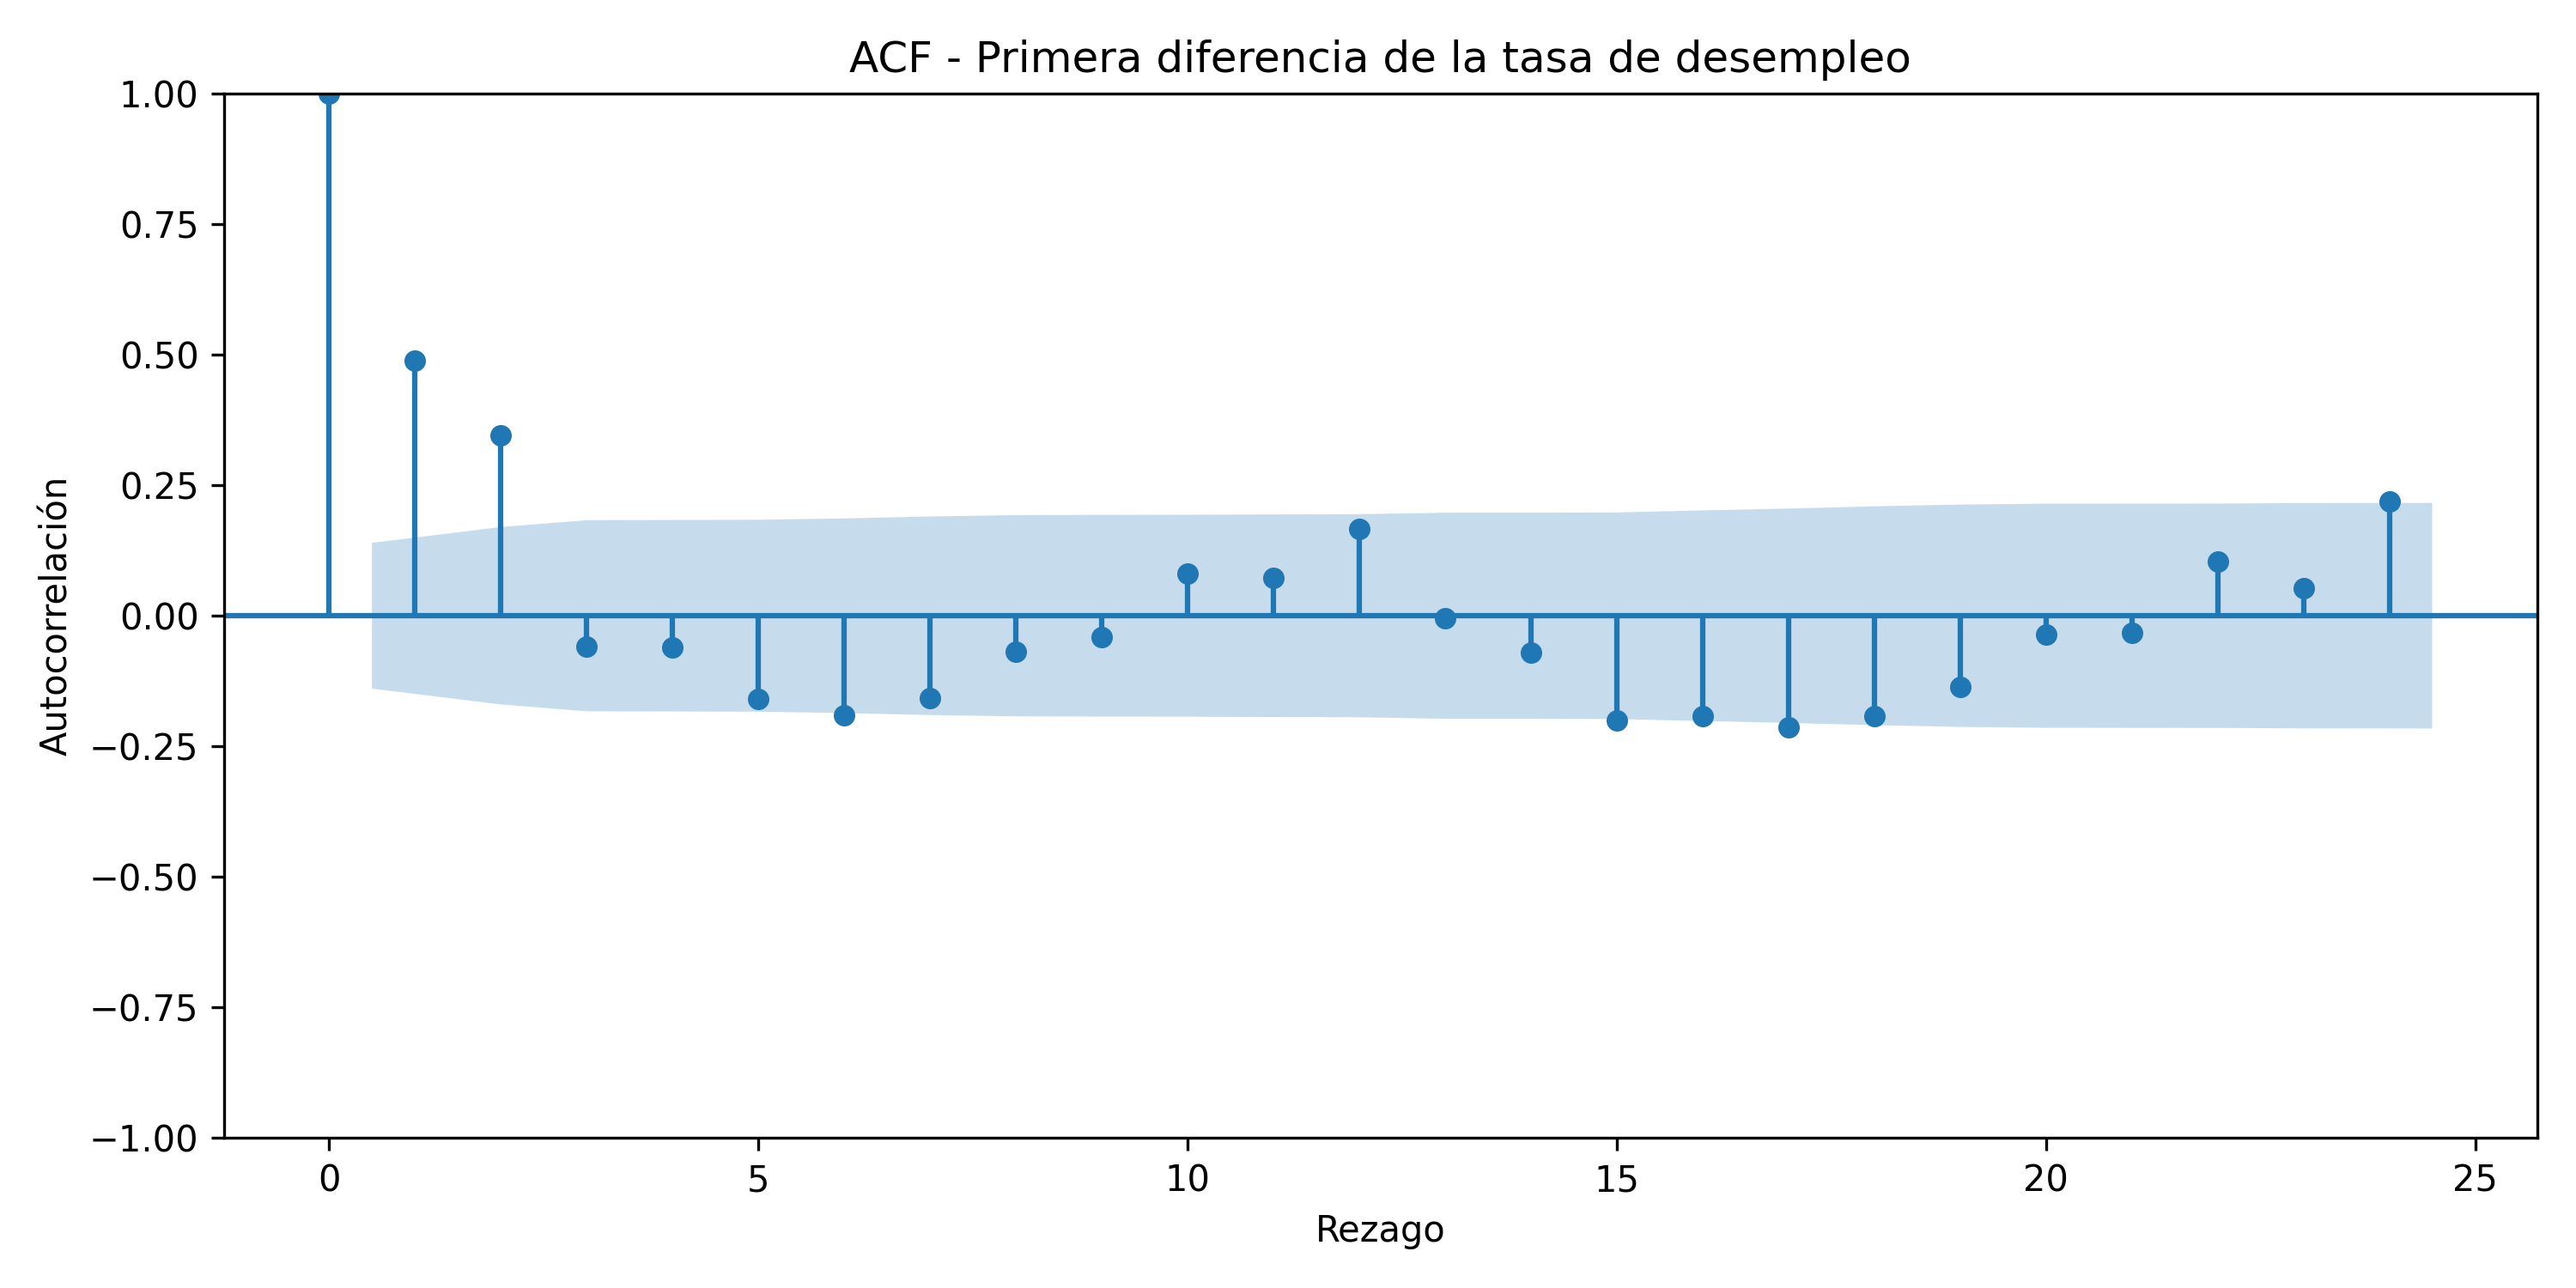 ACF - Primera diferencia de la tasa de desempleo
1.00
0.75
0.50
0.25
0.00
−0.25
−0.50
−0.75
−1.00
Autocorrelación
0 5 10 15 20 25
Rezago